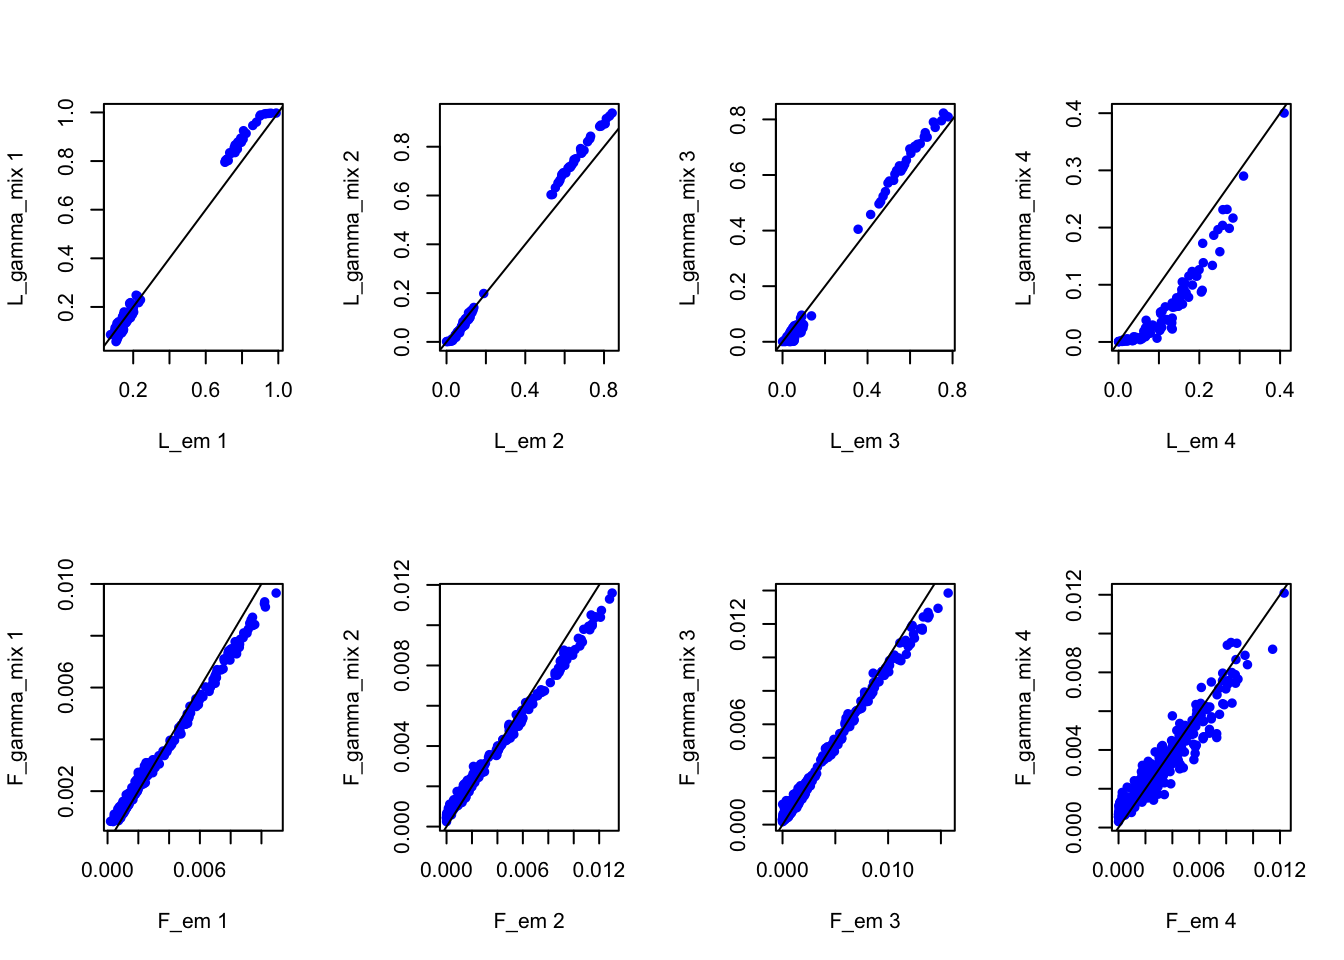 L_gamma_mix 1
0.2 0.4 0.6 0.8 1.0
0.2 0.6 1.0
L_em 1
L_gamma_mix 2
0.0 0.2 0.4 0.6 0.8
0.0 0.4 0.8
L_em 2
L_gamma_mix 3
0.0 0.2 0.4 0.6 0.8
0.0 0.4 0.8
L_em 3
L_gamma_mix 4
0.0 0.1 0.2 0.3 0.4
0.0 0.2 0.4
L_em 4
F_gamma_mix 1
0.002 0.006 0.010
0.000 0.006
F_em 1
F_gamma_mix 2
0.000 0.004 0.008 0.012
0.000 0.006 0.012
F_em 2
F_gamma_mix 3
0.000 0.006 0.012
0.000 0.010
F_em 3
F_gamma_mix 4
0.000 0.004 0.008 0.012
0.000 0.006 0.012
F_em 4